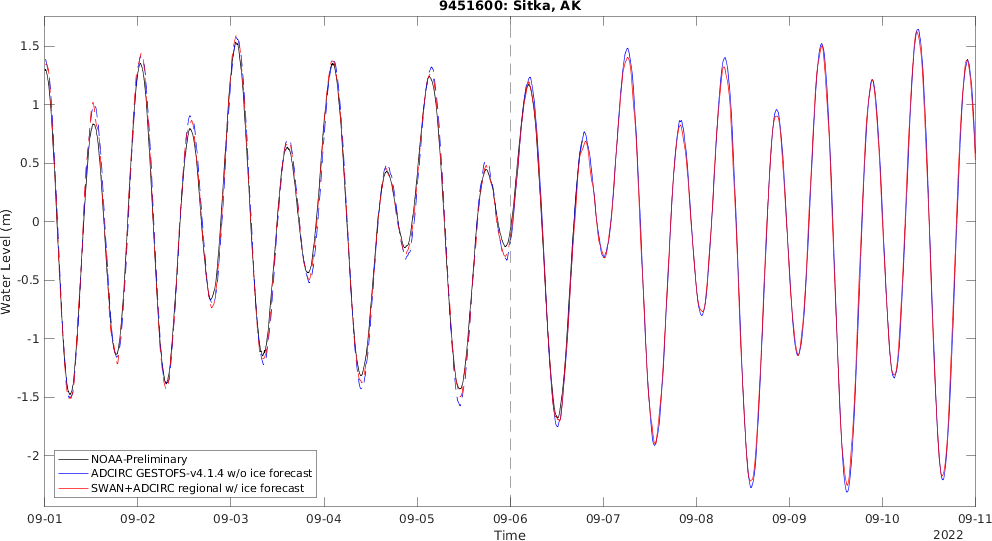 9451600: Sitka, AK
1.5
1
0.5
0
-0.5
-1
-1.5
-2
Water Level (m)
NOAA-Preliminary
ADCIRC GESTOFS-v4.1.4 w/o ice forecast
SWAN+ADCIRC regional w/ ice forecast
09-01 09-02 09-03 09-04 09-05 09-06 09-07 09-08 09-09 09-10 09-11
Time
2022